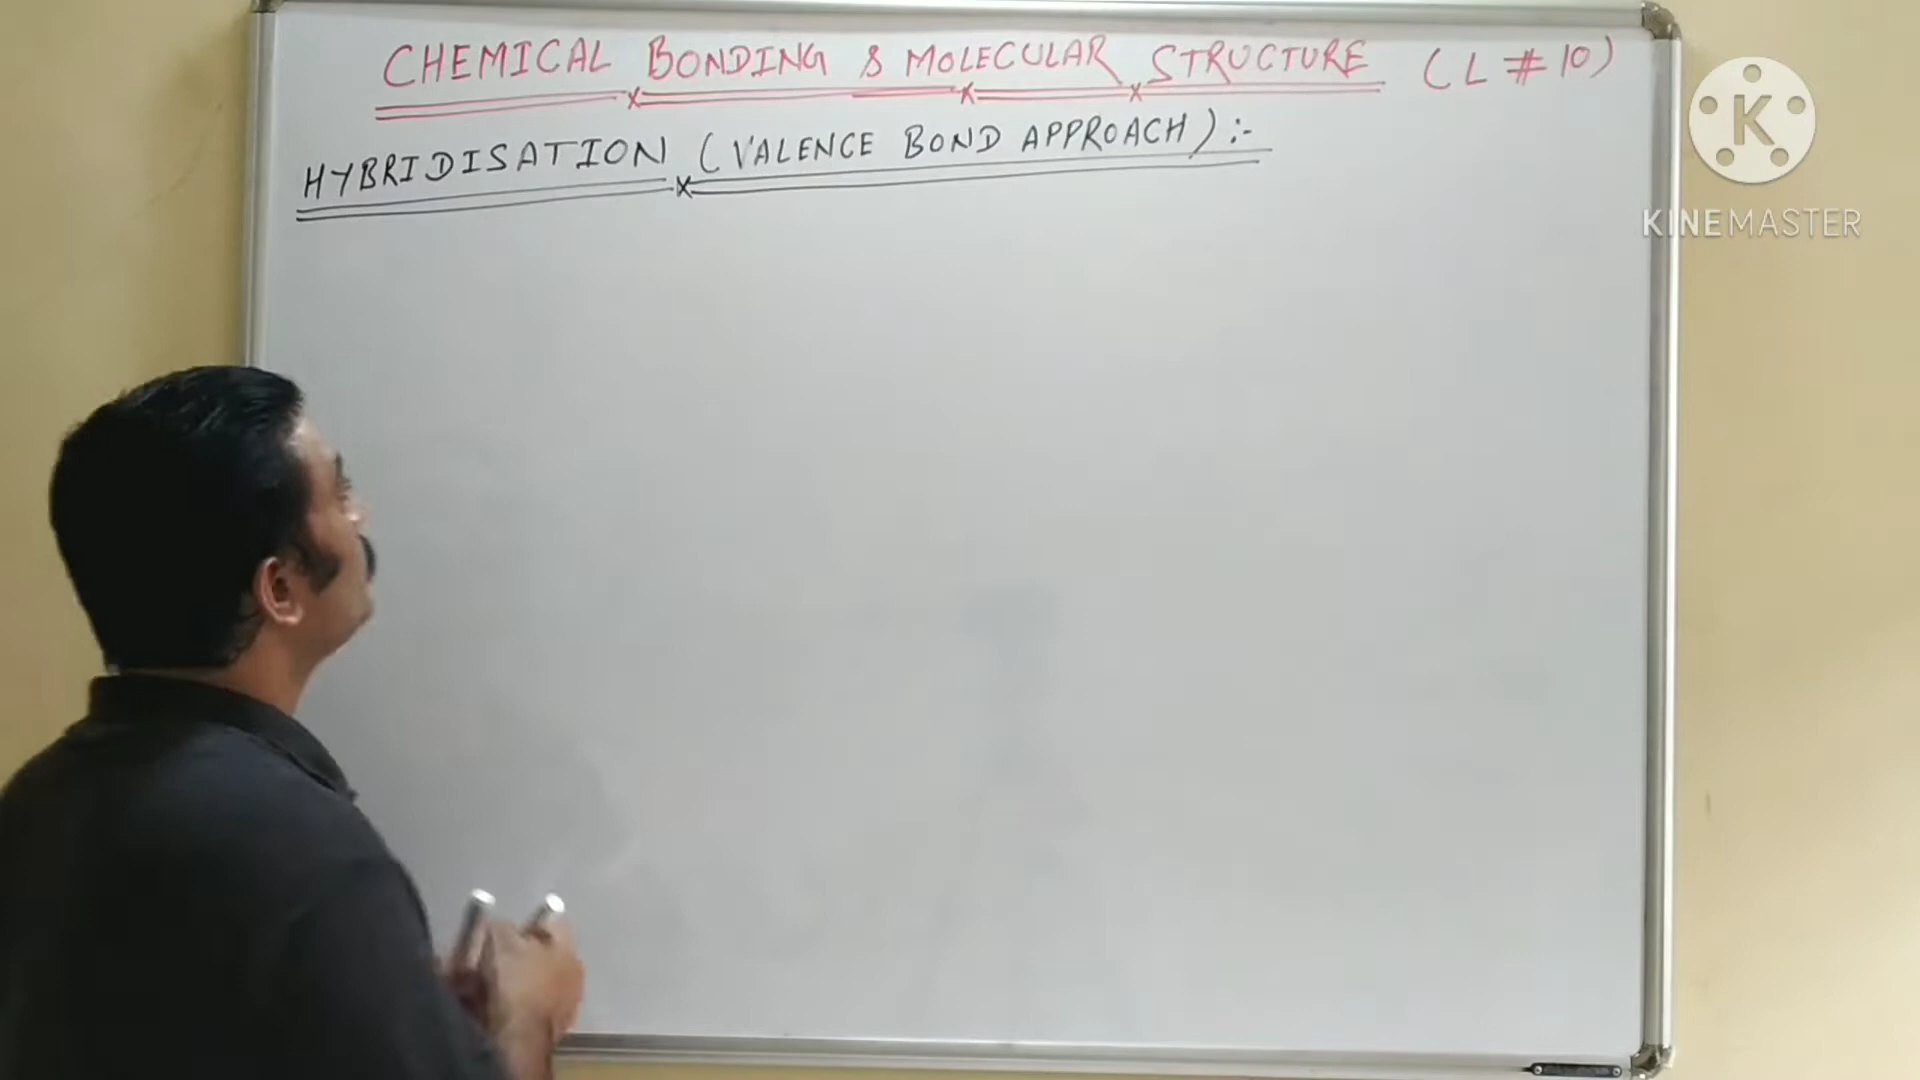 CHEMICAL BONDING & MOLECULAR STRUCTURE (L # 10)
HYBRIDISATION (VALENCE BOND APPROACH) :-
K
KINEMASTER